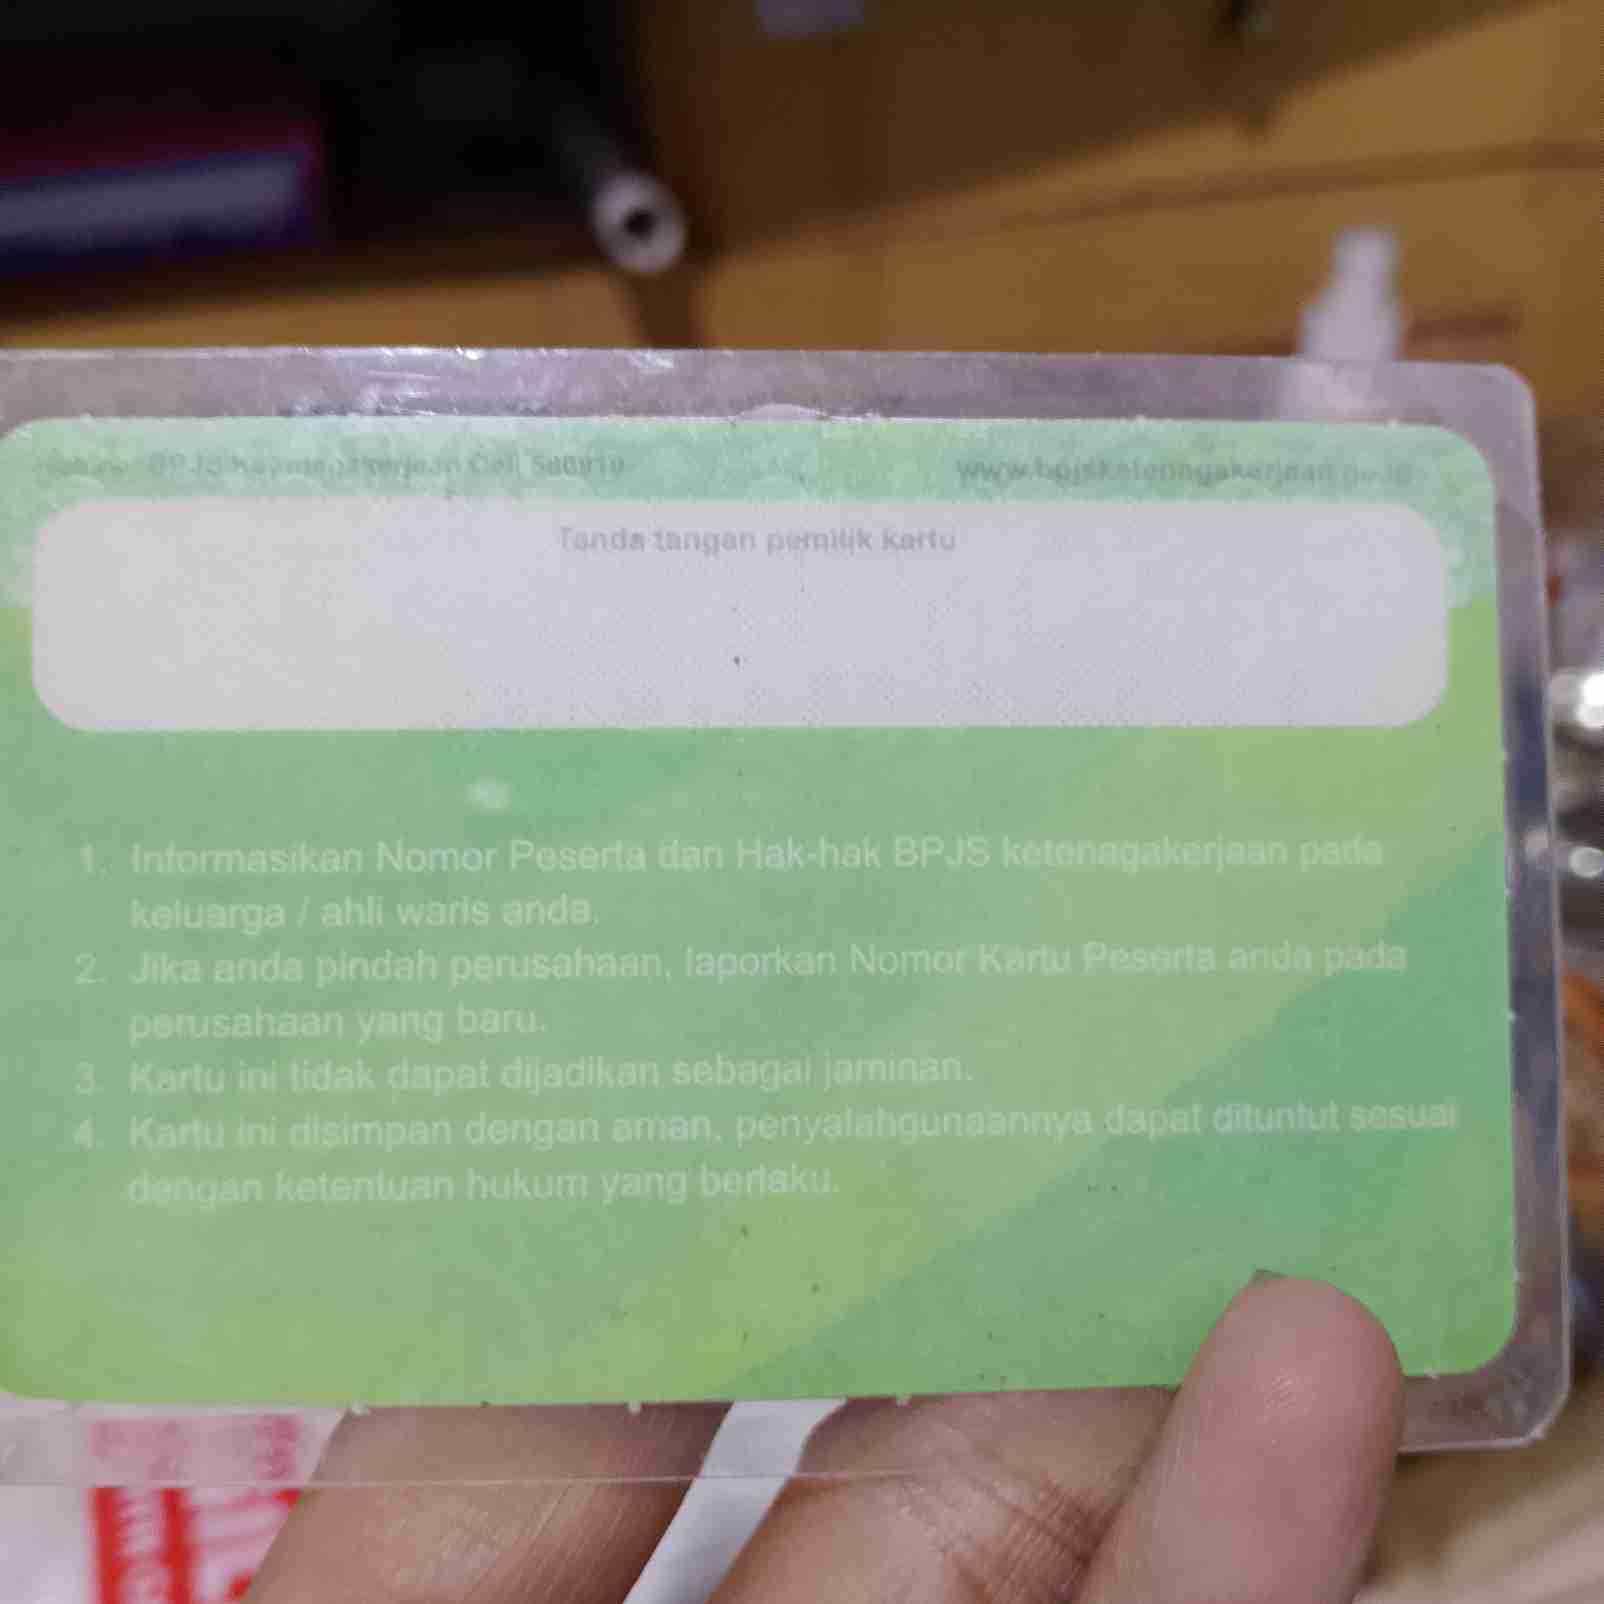 BPJS Ketenagakerjaan Call
www.bpjsketenagakerjaan.go.id
Tanda tangan pemilik kartu
1. Informasikan Nomor Peserta dan Hak-hak BPJS ketenagakerjaan pada
keluarga / ahli waris anda.
2. Jika anda pindah perusahaan, laporkan Nomor Kartu Peserta anda pada
perusahaan yang baru.
3. Kartu ini tidak dapat dijadikan sebagai jaminan.
4. Kartu ini disimpan dengan aman, penyalahgunaannya dapat dituntut sesuai
dengan ketentuan hukum yang berlaku.